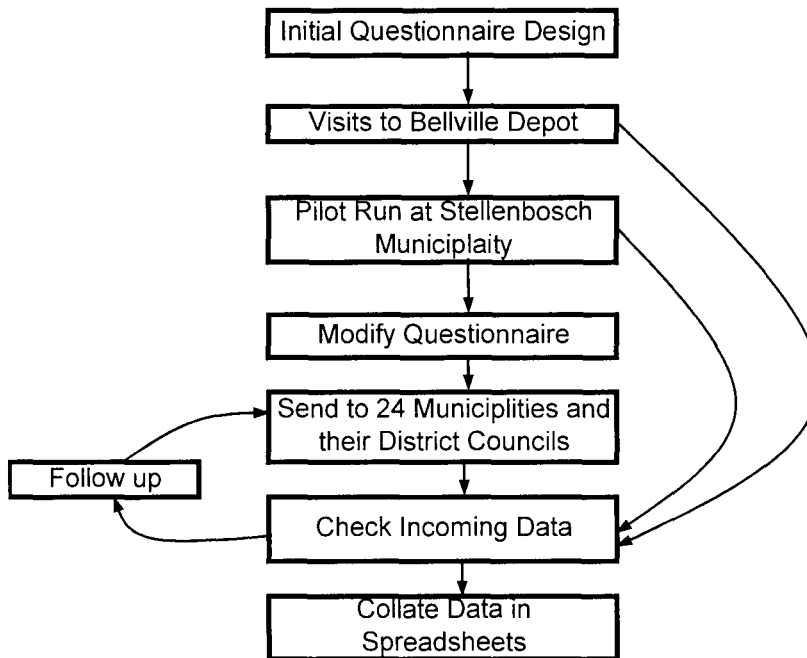 Initial Questionnaire Design
Visits to Bellville Depot
Pilot Run at Stellenbosch
Municiplaity
Modify Questionnaire
Send to 24 Municiplities and
their District Councils
Follow up
Check Incoming Data
Collate Data in
Spreadsheets